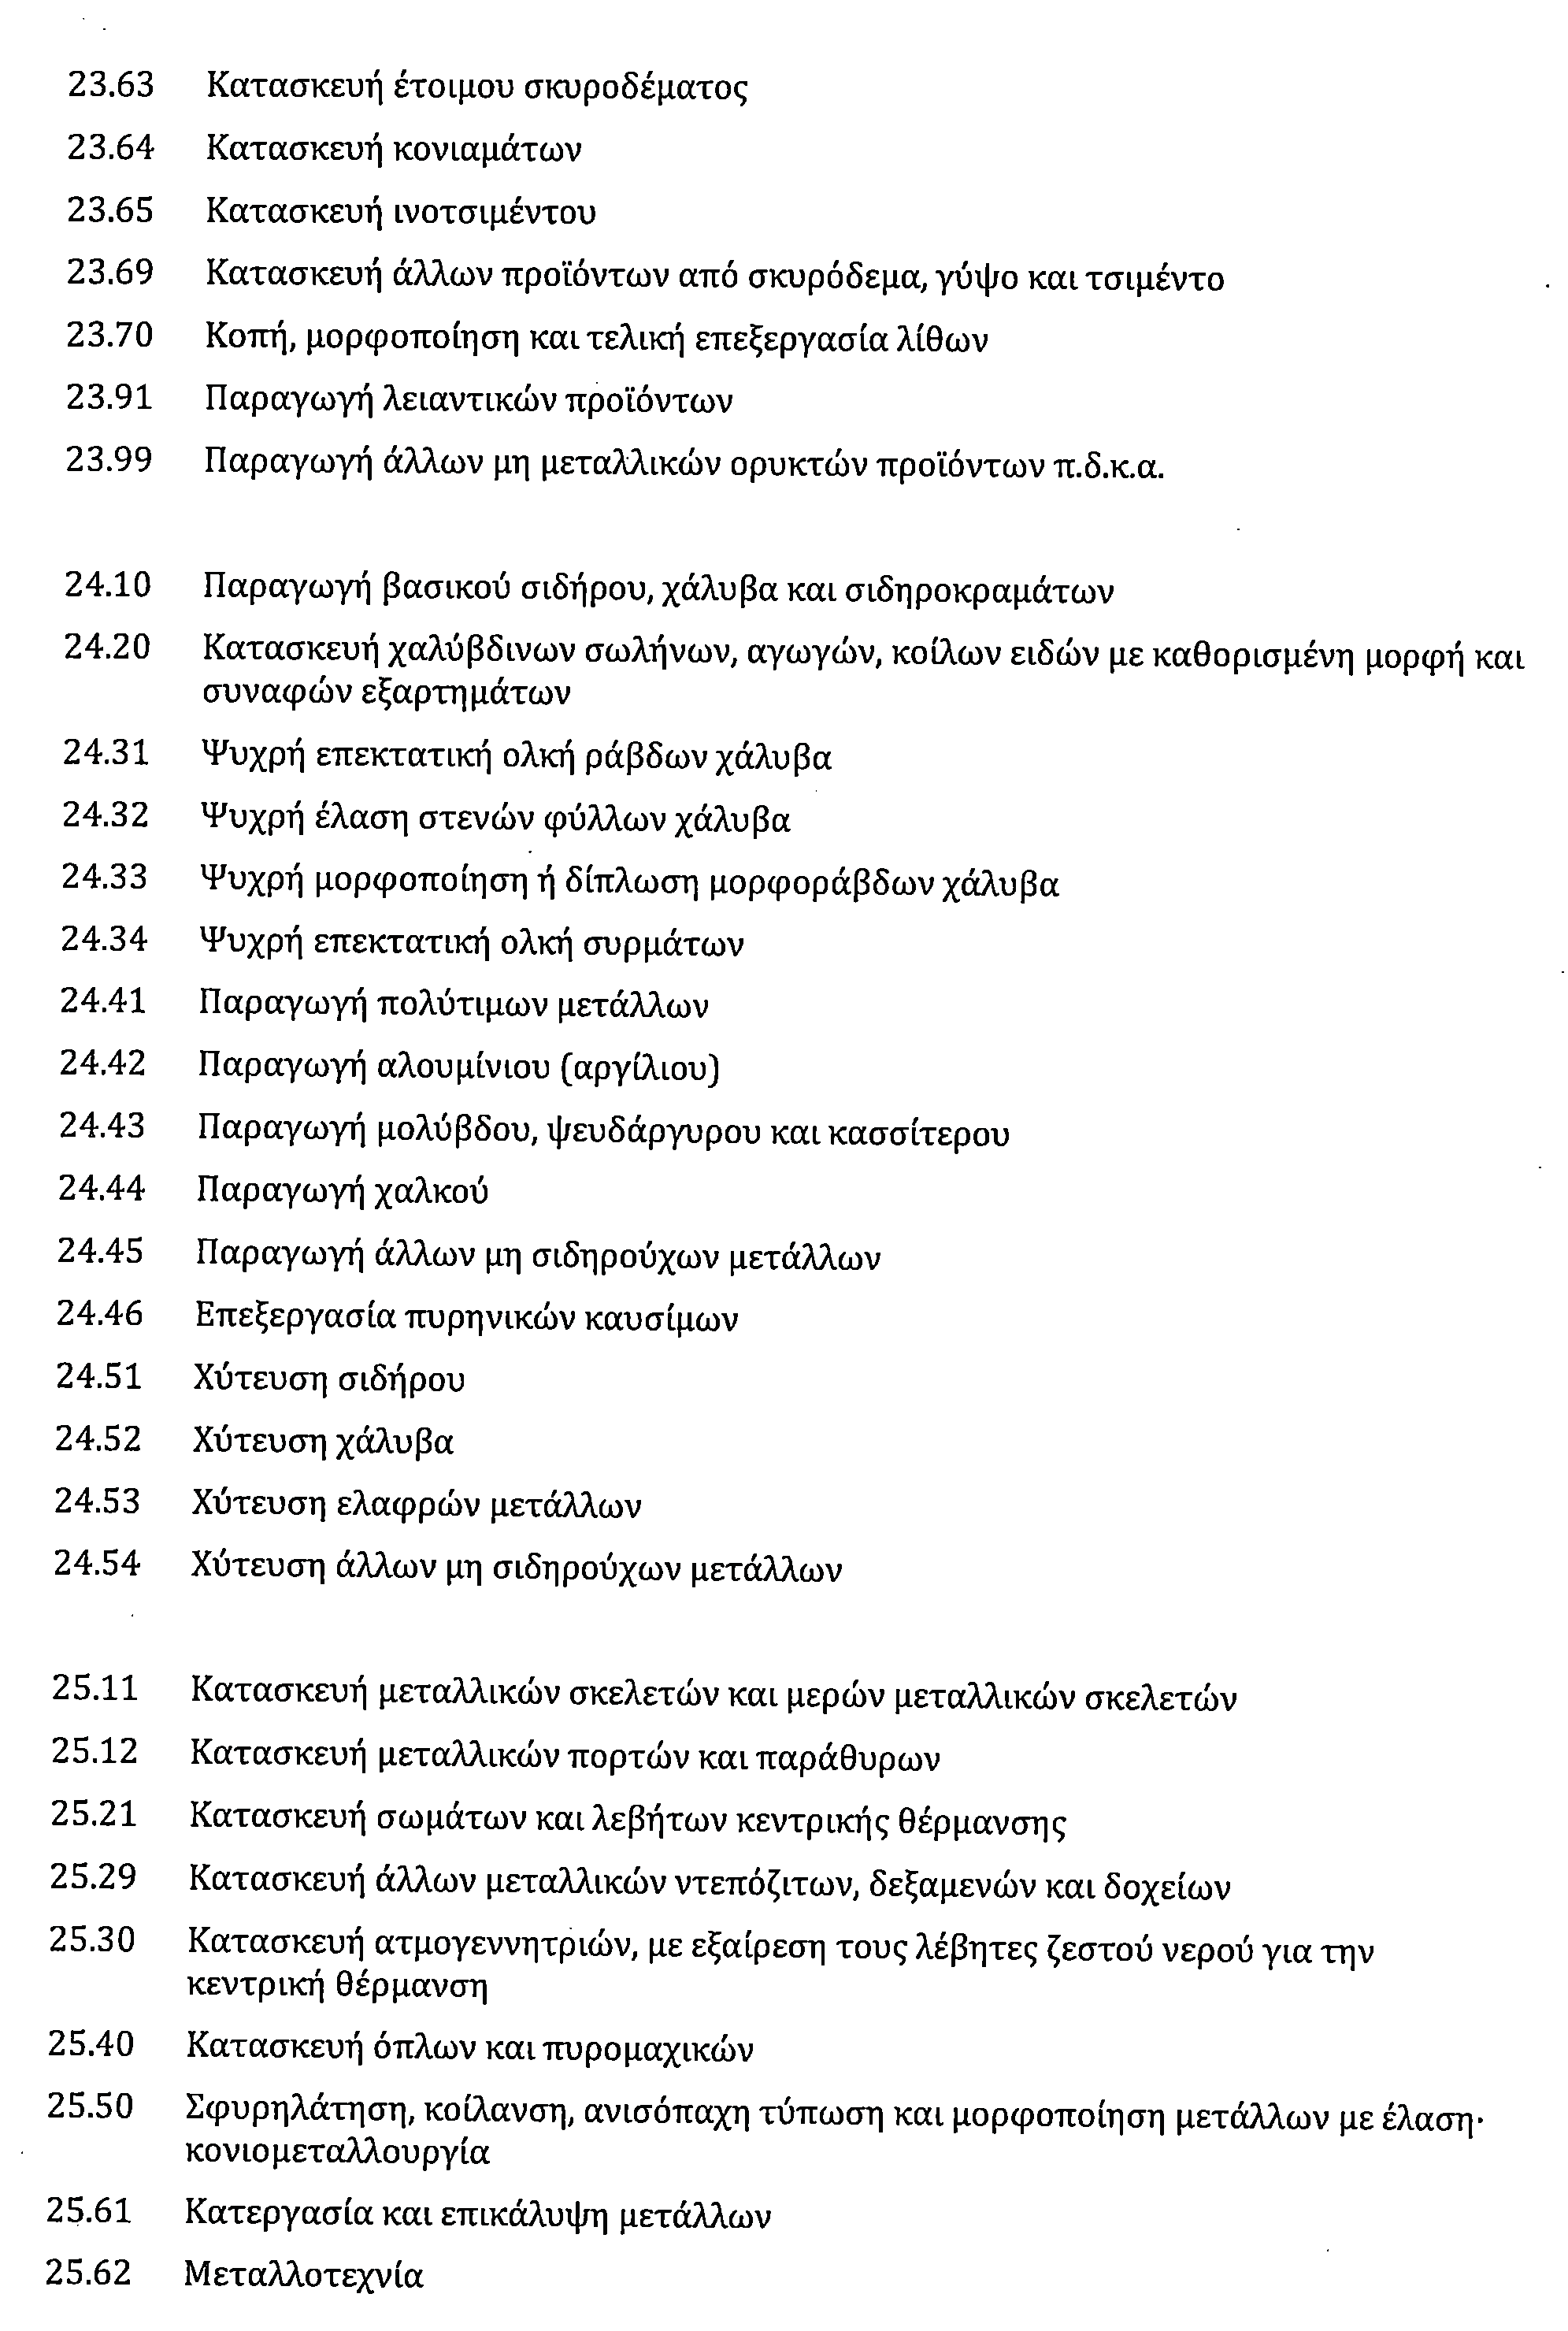 23.63 Κατασκευή έτοιμου σκυροδέματος
23.64 Κατασκευή κονιαμάτων
23.65 Κατασκευή ινοτσιμέντου
23.69 Κατασκευή άλλων προϊόντων από σκυρόδεμα, γύψο και τσιμέντο
23.70 Κοπή, μορφοποίηση και τελική επεξεργασία λίθων
23.91 Παραγωγή λειαντικών προϊόντων
23.99 Παραγωγή άλλων μη μεταλλικών ορυκτών προϊόντων π.δ.κ.α.
24.10 Παραγωγή βασικού σιδήρου, χάλυβα και σιδηροκραμάτων
24.20 Κατασκευή χαλύβδινων σωλήνων, αγωγών, κοίλων ειδών με καθορισμένη μορφή και
συναφών εξαρτημάτων
24.31 Ψυχρή επεκτατική ολκή ράβδων χάλυβα
24.32 Ψυχρή έλαση στενών φύλλων χάλυβα
24.33 Ψυχρή μορφοποίηση ή δίπλωση μορφοράβδων χάλυβα
24.34 Ψυχρή επεκτατική ολκή συρμάτων
24.41 Παραγωγή πολύτιμων μετάλλων
24.42 Παραγωγή αλουμίνιου (αργίλιου)
24.43 Παραγωγή μολύβδου, ψευδάργυρου και κασσίτερου
24.44 Παραγωγή χαλκού
24.45 Παραγωγή άλλων μη σιδηρούχων μετάλλων
24.46 Επεξεργασία πυρηνικών καυσίμων
24.51 Χύτευση σιδήρου
24.52 Χύτευση χάλυβα
24.53 Χύτευση ελαφρών μετάλλων
24.54 Χύτευση άλλων μη σιδηρούχων μετάλλων
25.11 Κατασκευή μεταλλικών σκελετών και μερών μεταλλικών σκελετών
25.12 Κατασκευή μεταλλικών πορτών και παράθυρων
25.21 Κατασκευή σωμάτων και λεβήτων κεντρικής θέρμανσης
25.29 Κατασκευή άλλων μεταλλικών ντεπόζιτων, δεξαμενών και δοχείων
25.30 Κατασκευή ατμογεννητριών, με εξαίρεση τους λέβητες ζεστού νερού για την
κεντρική θέρμανση
25.40 Κατασκευή όπλων και πυρομαχικών
25.50 Σφυρηλάτηση, κοίλανση, ανισόπαχη τύπωση και μορφοποίηση μετάλλων με έλαση·
κονιομεταλλουργία
25.61 Κατεργασία και επικάλυψη μετάλλων
25.62 Μεταλλοτεχνία